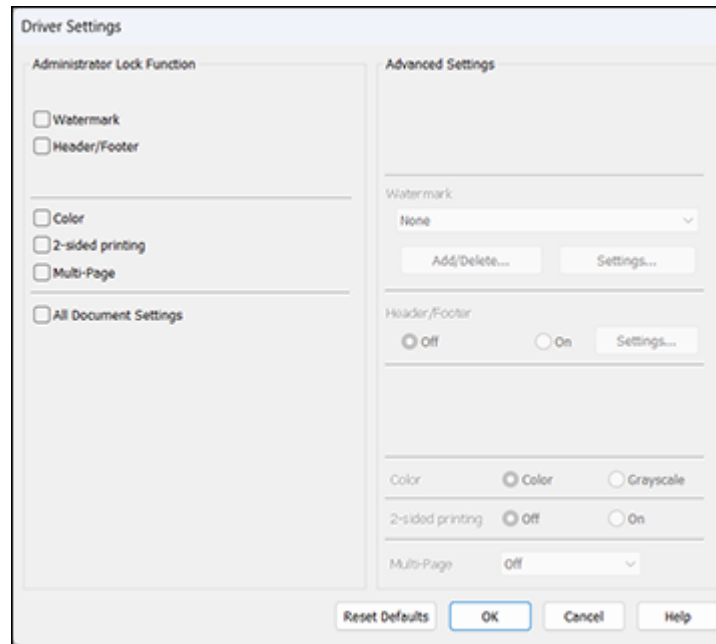 Driver Settings
Administrator Lock Function
Watermark
Header/Footer
Color
2-sided printing
Multi-Page
All Document Settings
Advanced Settings
Watermark
None
Add/Delete... Settings...
Header/Footer
Off On Settings...
Color Color Grayscale
2-sided printing Off On
Multi-Page Off
Reset Defaults OK Cancel Help